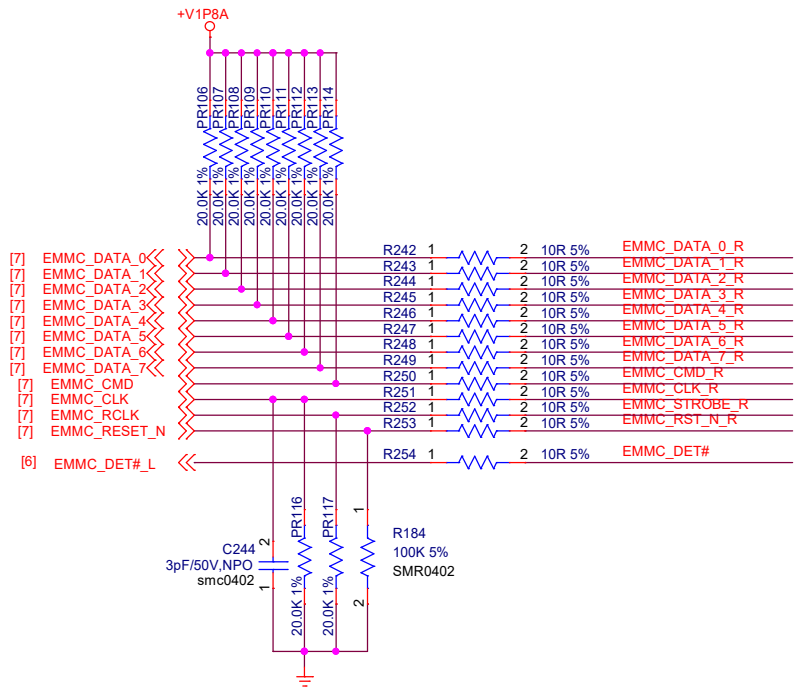 +V1P8A
PR106
PR107
PR108
PR109
PR110
PR111
PR112
PR113
PR114
20.0K 1%
20.0K 1%
20.0K 1%
20.0K 1%
20.0K 1%
20.0K 1%
20.0K 1%
20.0K 1%
20.0K 1%
[7] EMMC_DATA_0 R242 1 2 10R 5% EMMC_DATA_0_R
[7] EMMC_DATA_1 R243 1 2 10R 5% EMMC_DATA_1_R
[7] EMMC_DATA_2 R244 1 2 10R 5% EMMC_DATA_2_R
[7] EMMC_DATA_3 R245 1 2 10R 5% EMMC_DATA_3_R
[7] EMMC_DATA_4 R246 1 2 10R 5% EMMC_DATA_4_R
[7] EMMC_DATA_5 R247 1 2 10R 5% EMMC_DATA_5_R
[7] EMMC_DATA_6 R248 1 2 10R 5% EMMC_DATA_6_R
[7] EMMC_DATA_7 R249 1 2 10R 5% EMMC_DATA_7_R
[7] EMMC_CMD R250 1 2 10R 5% EMMC_CMD_R
[7] EMMC_CLK R251 1 2 10R 5% EMMC_CLK_R
[7] EMMC_RCLK R252 1 2 10R 5% EMMC_STROBE_R
[7] EMMC_RESET_N R253 1 2 10R 5% EMMC_RST_N_R
[6] EMMC_DET#_L R254 1 2 10R 5% EMMC_DET#
C244
3pF/50V,NPO
smc0402
2
1
PR116
20.0K 1%
PR117
20.0K 1%
1
2
R184
100K 5%
SMR0402